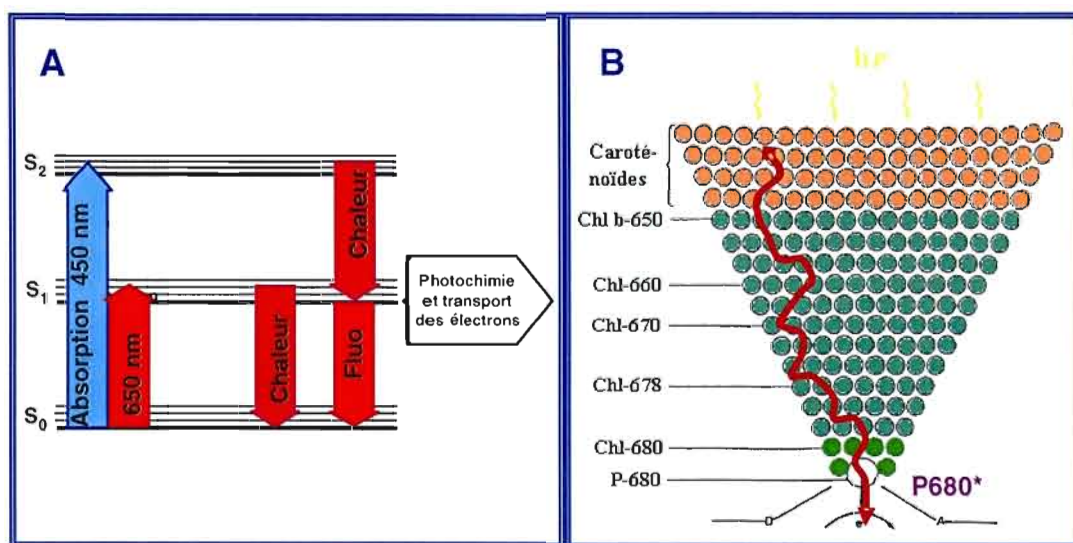 A
S2
S1
S0
Absorption 450 nm
650 nm
Chaleur
Chaleur
Fluo
Photochimie
et transport
des électrons
B
hν
Caroté-
noïdes
Chl b-650
Chl-660
Chl-670
Chl-678
Chl-680
P-680
P680*
D
e
A